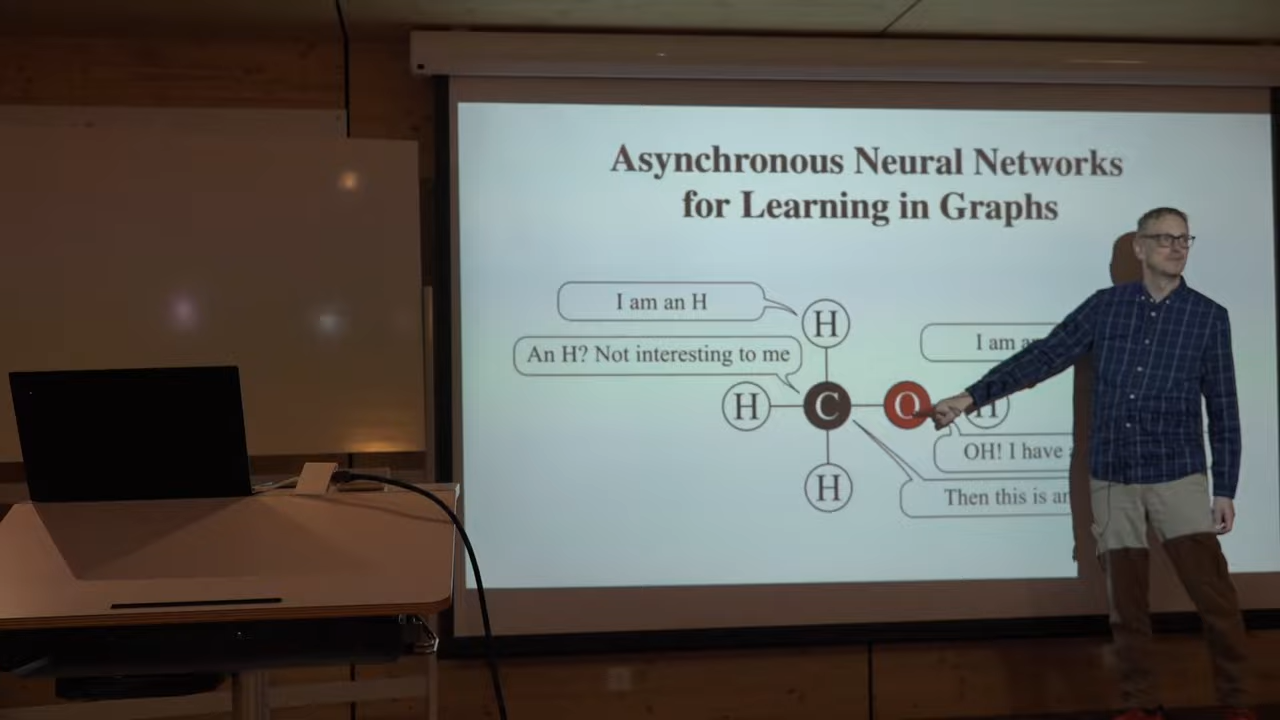 Asynchronous Neural Networks
for Learning in Graphs
I am an H
H
I am
An H? Not interesting to me
H
C
O
H
OH! I have
H
Then this is